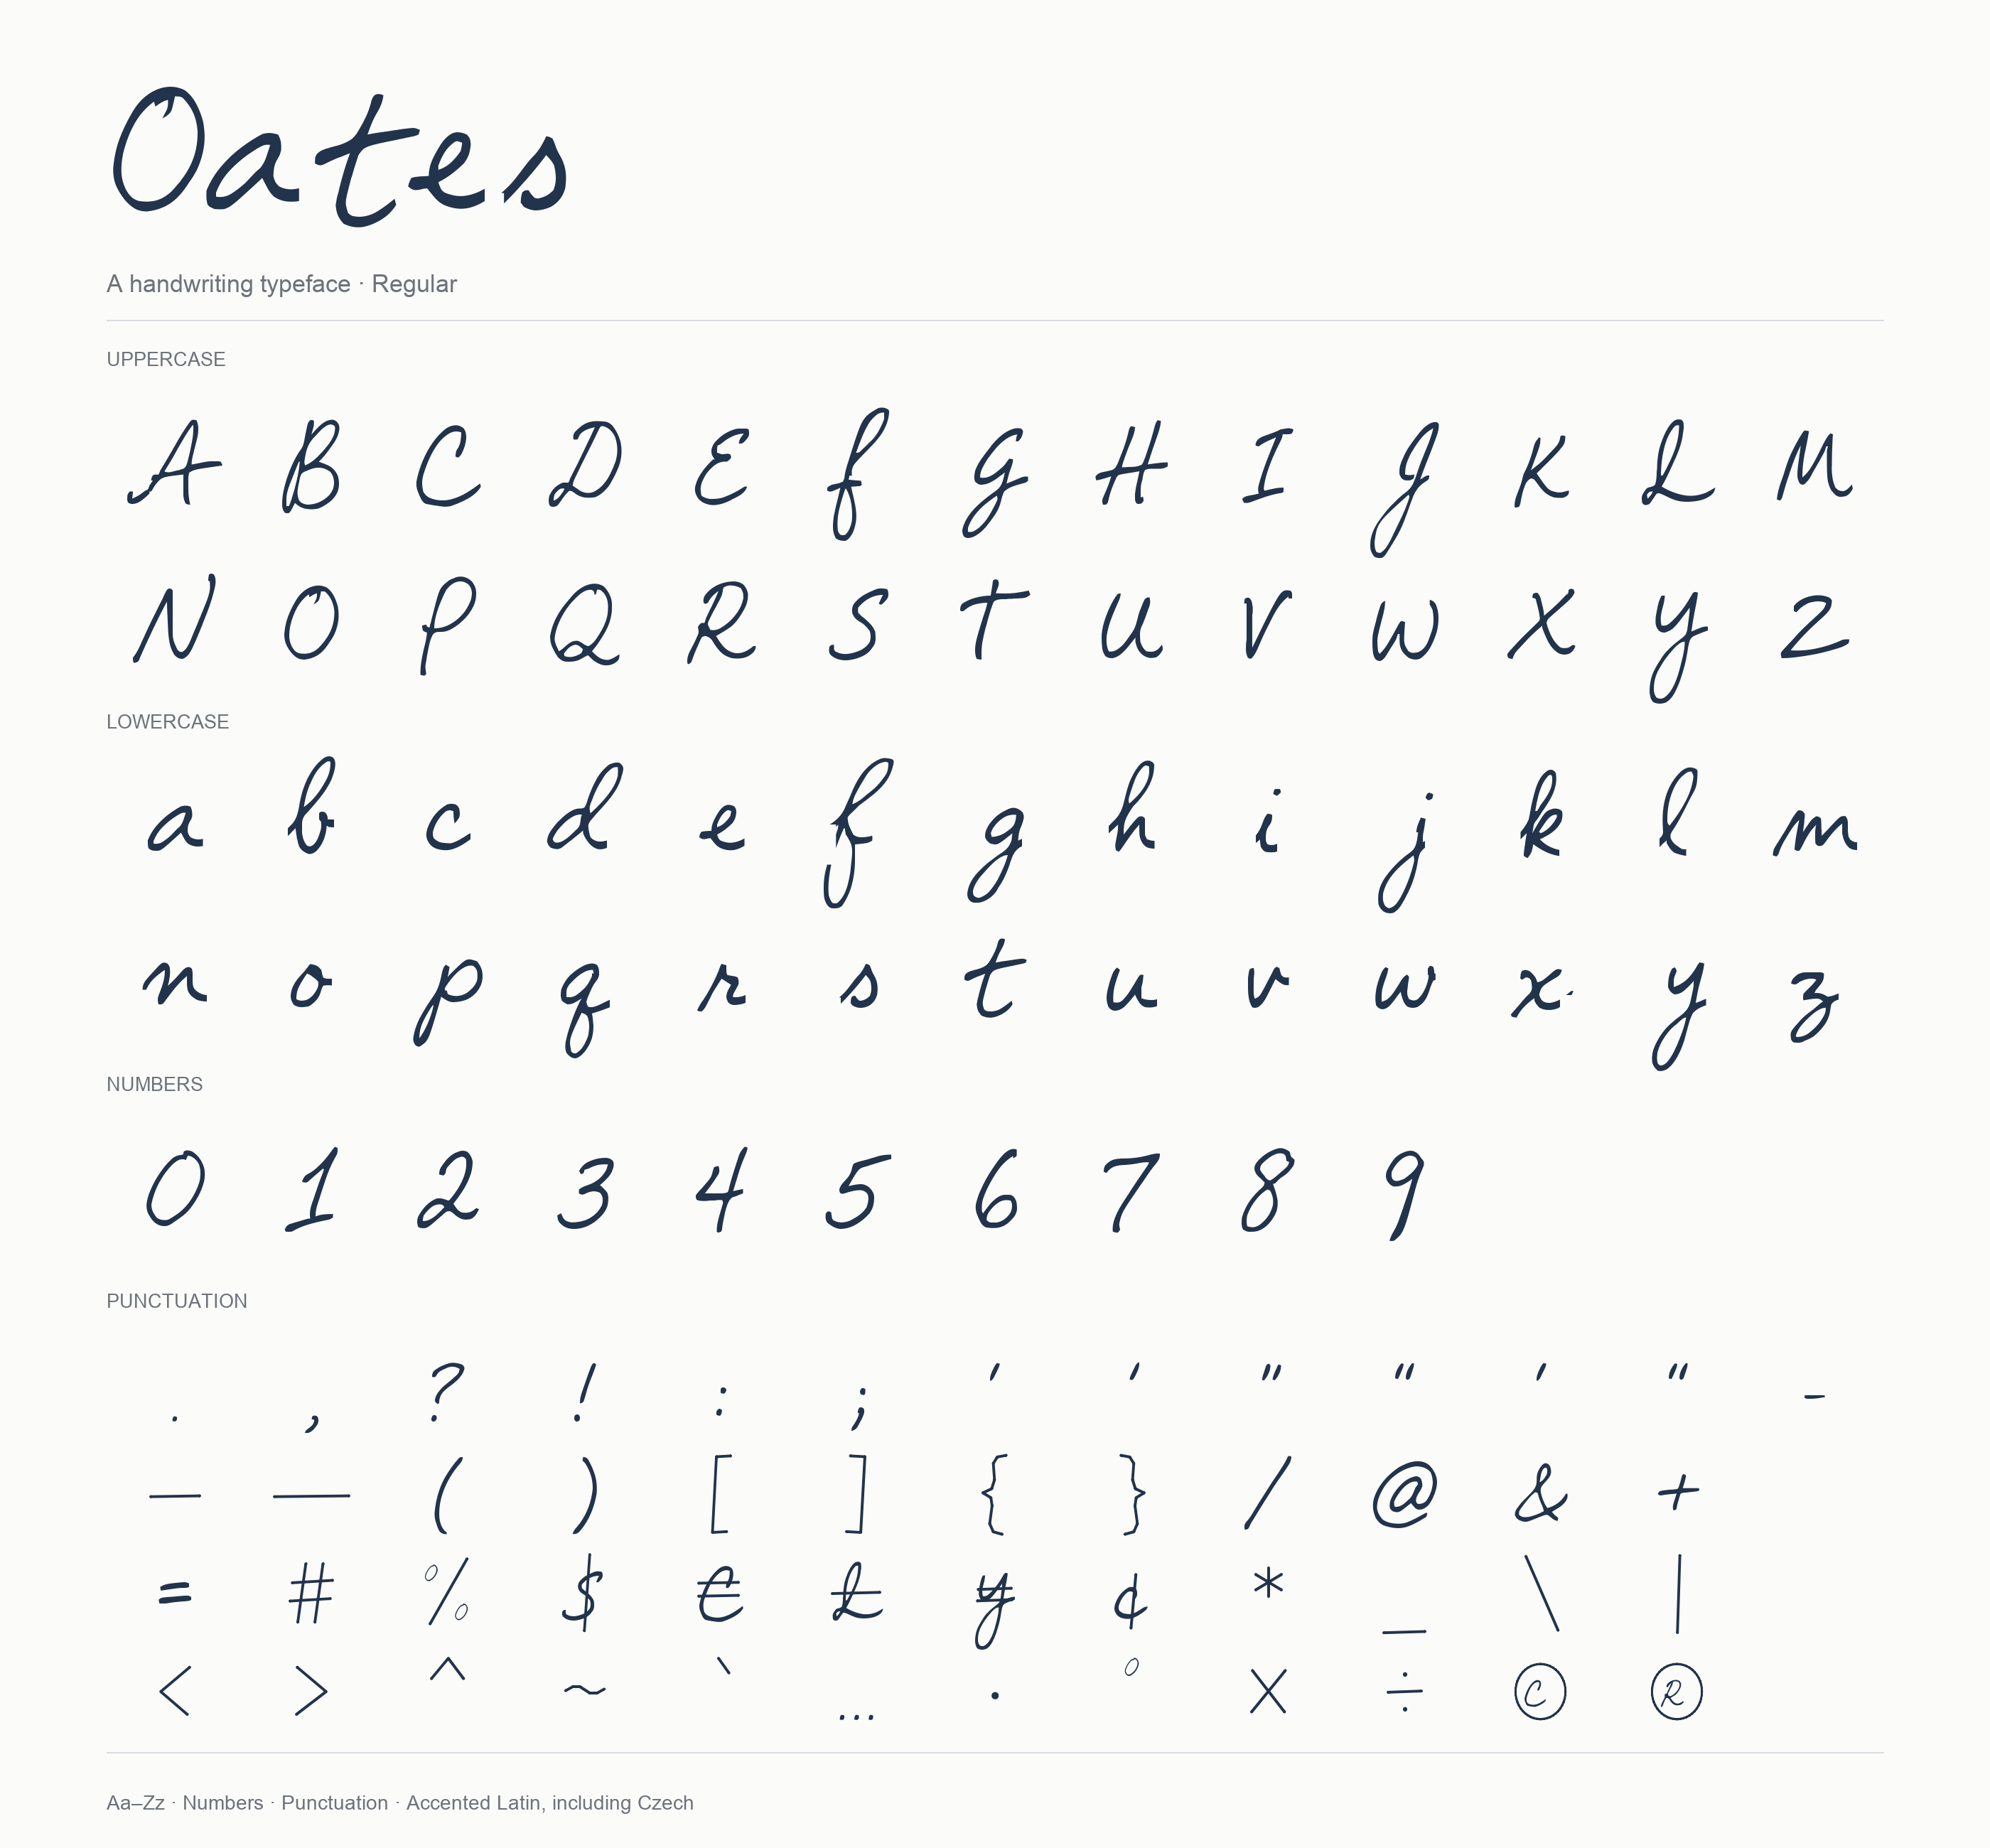 Oates
A handwriting typeface · Regular
UPPERCASE
A B C D E F G H I J K L M
N O P Q R S T U V W X Y Z
LOWERCASE
a b c d e f g h i j k l m
n o p q r s t u v w x y z
NUMBERS
0 1 2 3 4 5 6 7 8 9
PUNCTUATION
. , ? ! : ; ‘ ’ " “ ' “ -
– — ( ) [ ] { } / @ & +
= # % $ € £ ¥ ¢ * _ \ |
< > ^ ~ ` … · ° × ÷ © ®
Aa–Zz · Numbers · Punctuation · Accented Latin, including Czech